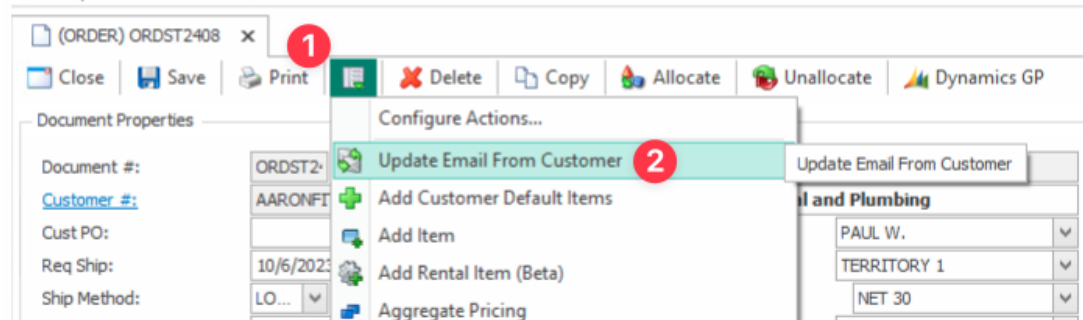 (ORDER) ORDST2408
1
Close Save Print Delete Copy Allocate Unallocate Dynamics GP
Document Properties
Configure Actions...
Document #: ORDST2
Update Email From Customer 2
Update Email From Customer
Customer #: AARONFIT
Add Customer Default Items
al and Plumbing
Cust PO:
Add Item
PAUL W.
Req Ship: 10/6/2023
Add Rental Item (Beta)
TERRITORY 1
Ship Method: LO...
Aggregate Pricing
NET 30